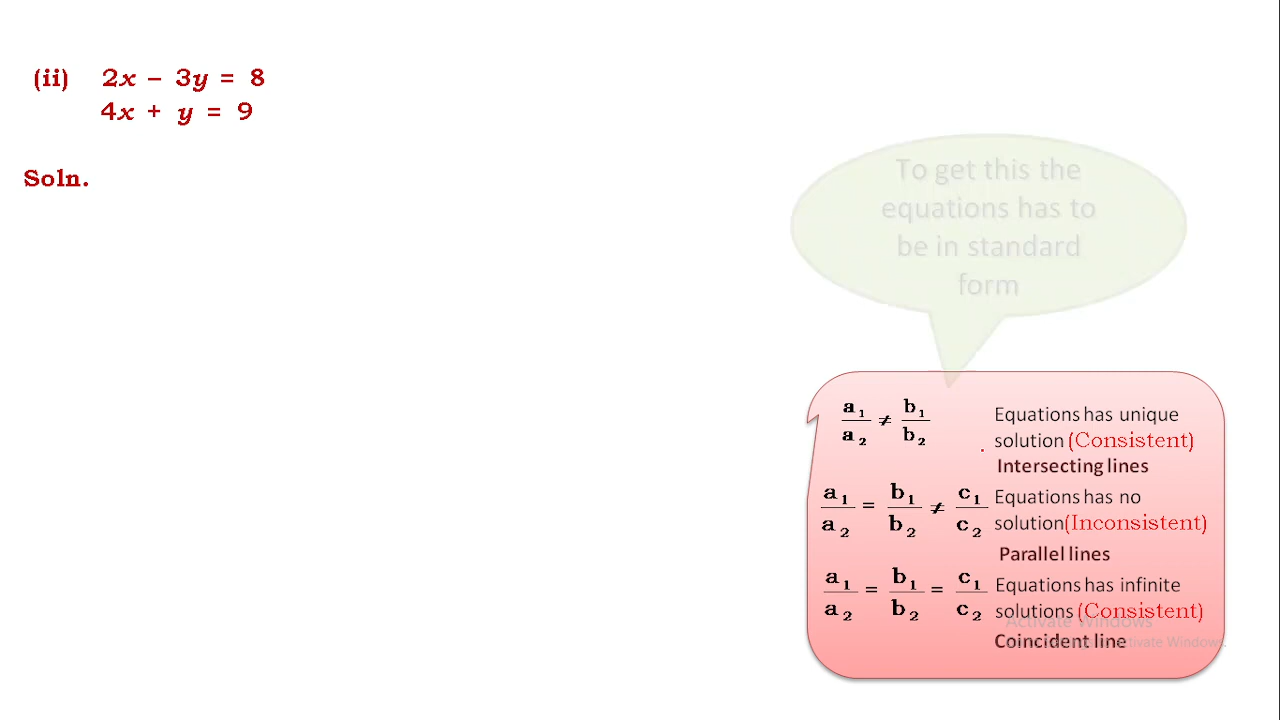 (ii) 2x – 3y = 8
4x + y = 9
Soln.
To get this the
equations has to
be in standard
form
a₁/a₂ ≠ b₁/b₂
Equations has unique
solution (Consistent)
Intersecting lines
a₁/a₂ = b₁/b₂ ≠ c₁/c₂
Equations has no
solution(Inconsistent)
Parallel lines
a₁/a₂ = b₁/b₂ = c₁/c₂
Equations has infinite
solutions (Consistent)
Coincident line
Activate Windows